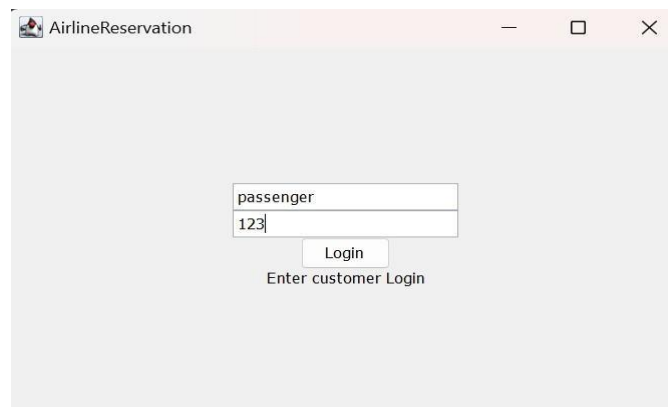 AirlineReservation
passenger
123
Login
Enter customer Login